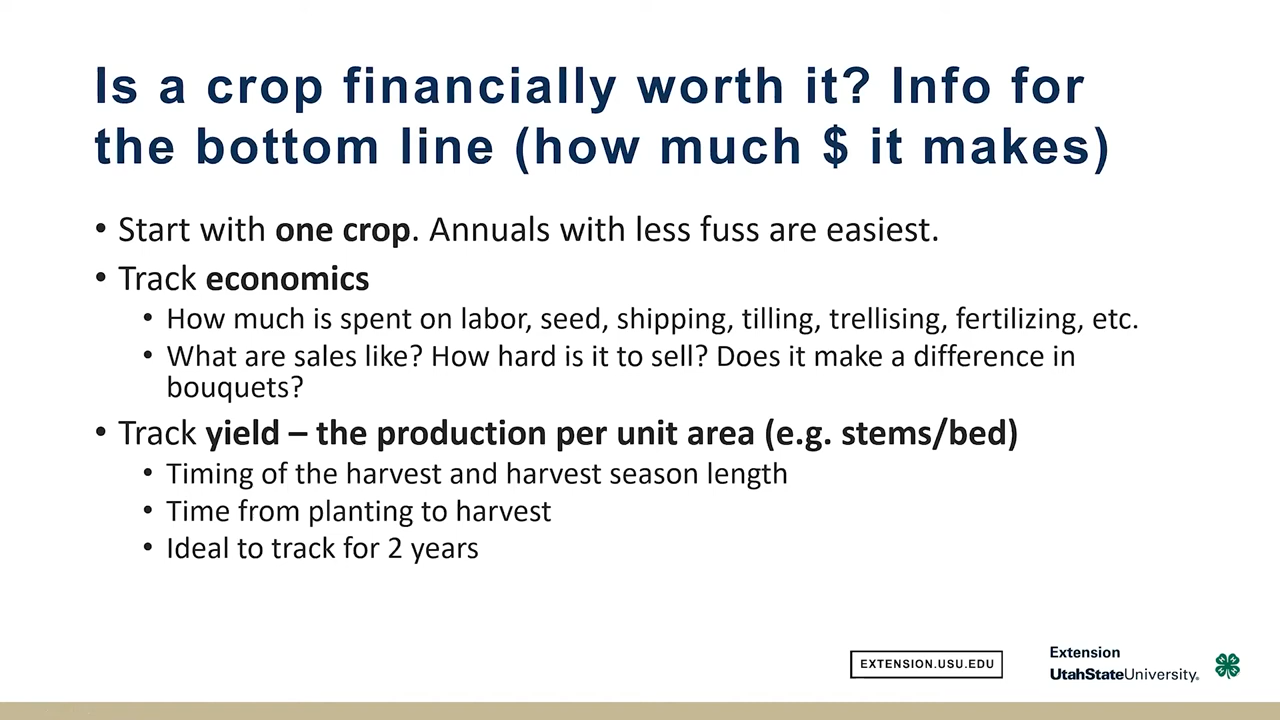 Is a crop financially worth it? Info for
the bottom line (how much $ it makes)
• Start with one crop. Annuals with less fuss are easiest.
• Track economics
• How much is spent on labor, seed, shipping, tilling, trellising, fertilizing, etc.
• What are sales like? How hard is it to sell? Does it make a difference in
bouquets?
• Track yield – the production per unit area (e.g. stems/bed)
• Timing of the harvest and harvest season length
• Time from planting to harvest
• Ideal to track for 2 years
EXTENSION.USU.EDU
Extension
UtahStateUniversity®